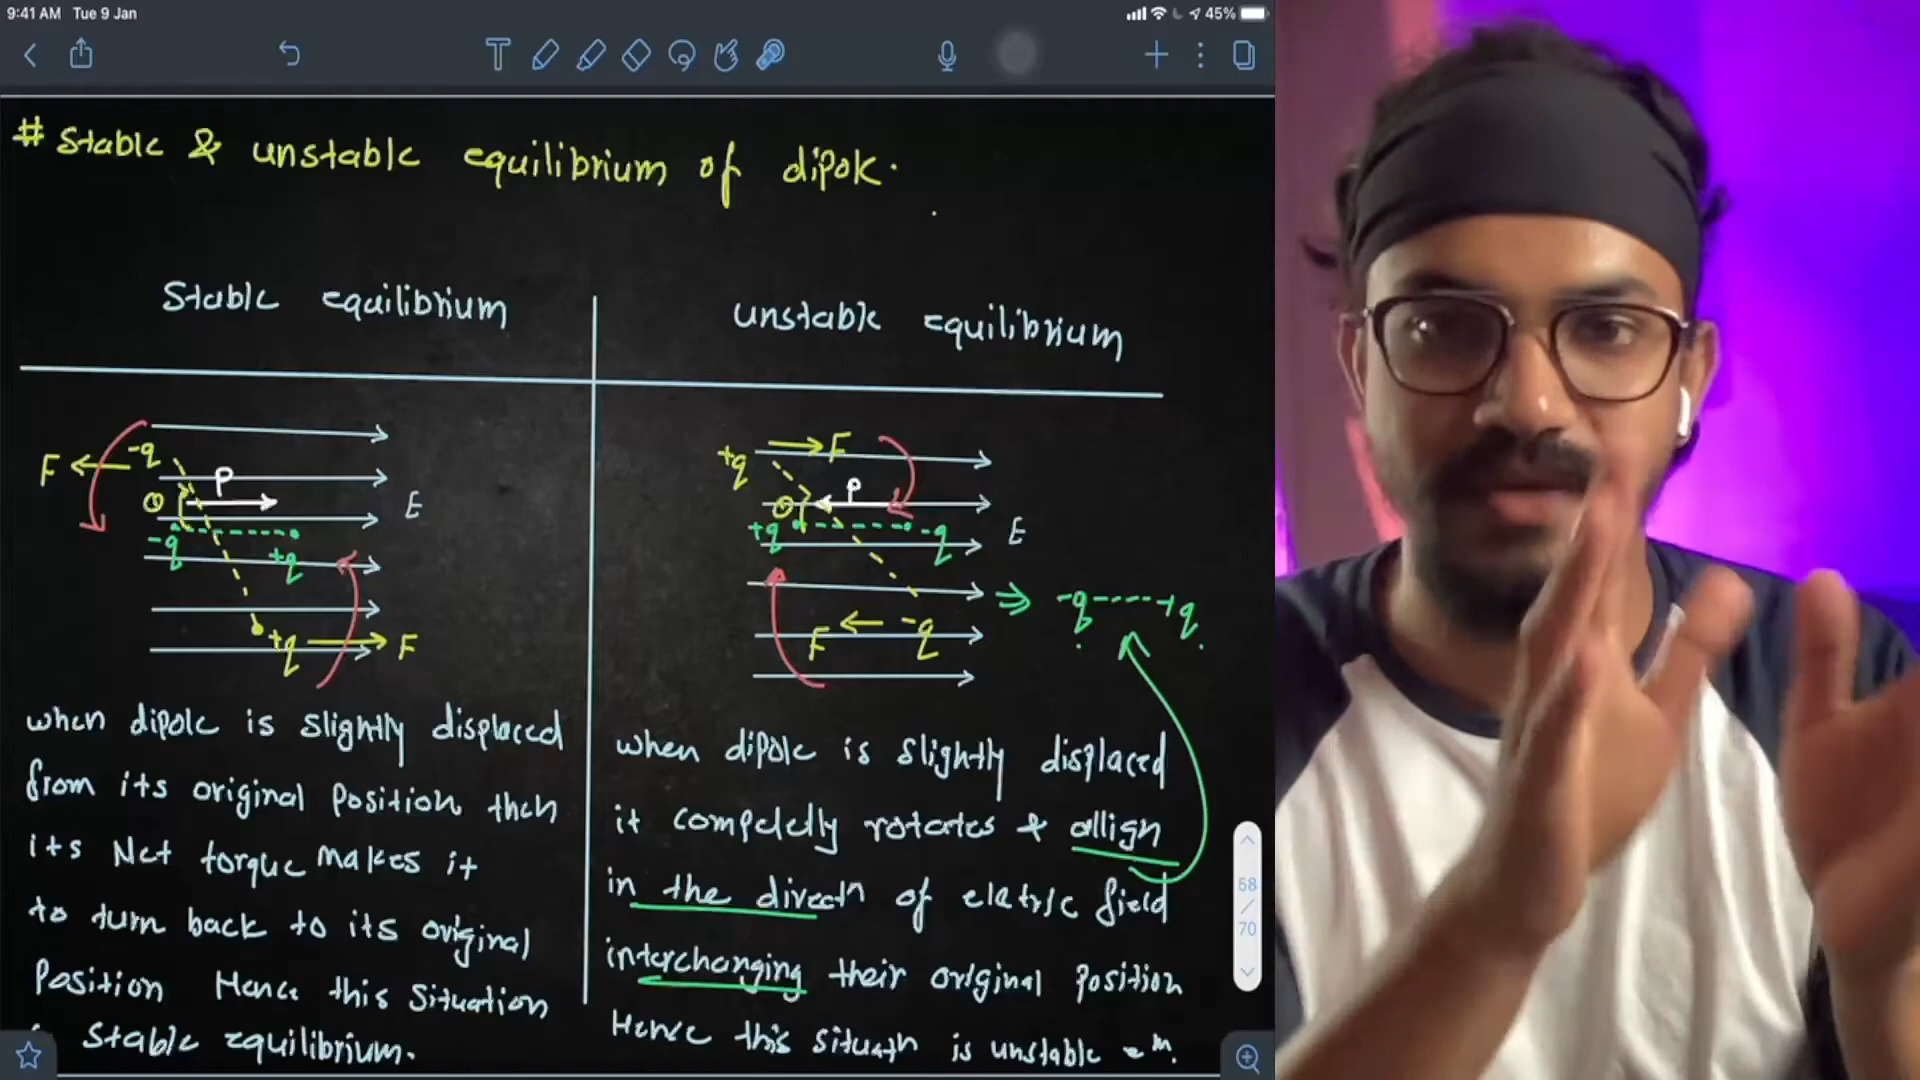 9:41 AM Tue 9 Jan
45%
# Stable & unstable equilibrium of dipole.
Stable equilibrium
unstable equilibrium
F
-q
P
θ
E
-q
+q
+q
F
+q
F
P
θ
E
+q
-q
F
-q
-q +q
when dipole is slightly displaced
from its original position then
its Net torque makes it
to turn back to its original
Position Hence this Situation
Stable equilibrium.
when dipole is slightly displaced
it compeletly rotates & allign
in the directn of elatric field
interchanging their original position
Hence this situatn is unstable eqm.
58
/
70